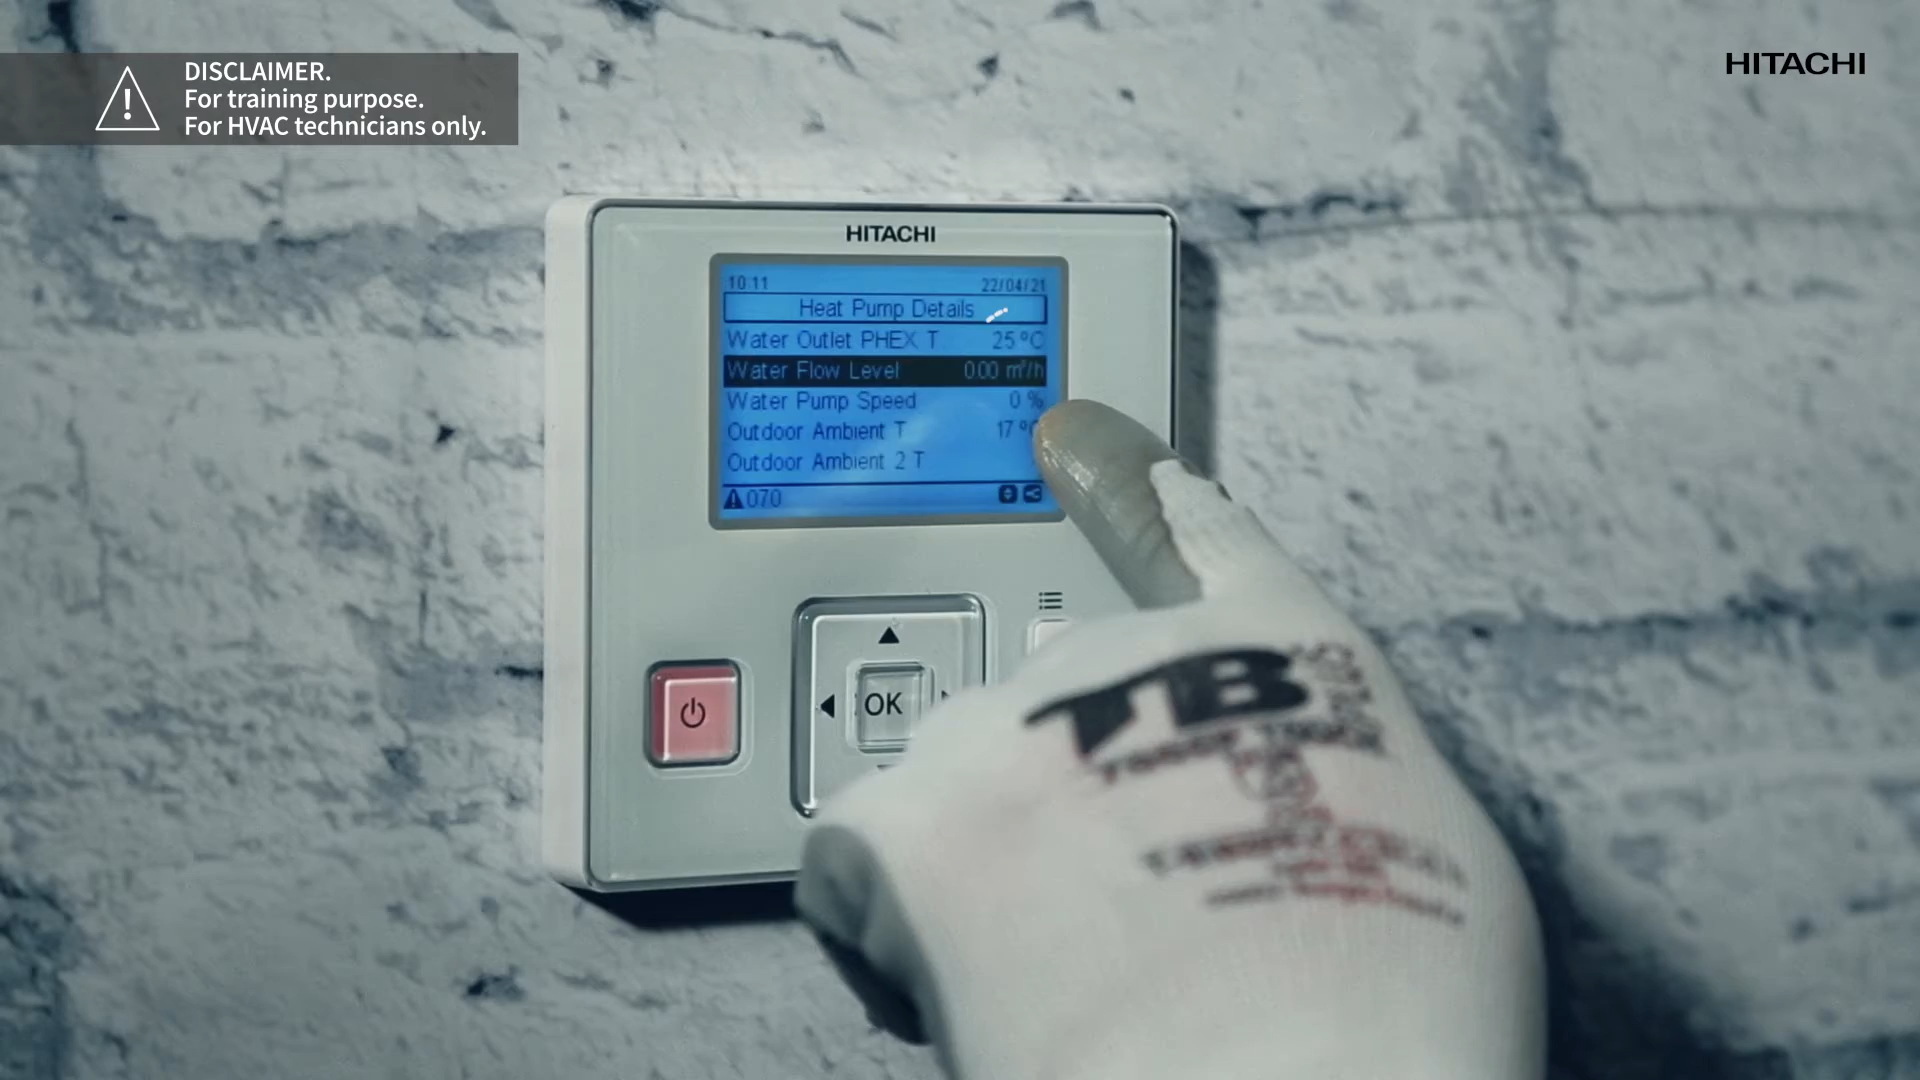 DISCLAIMER.
For training purpose.
For HVAC technicians only.
HITACHI
HITACHI
10:11 22/04/21
Heat Pump Details
Water Outlet PHEX T 25 °C
Water Flow Level 0.00 m³/h
Water Pump Speed 0 %
Outdoor Ambient T 17 °C
Outdoor Ambient 2 T
070
OK
TB